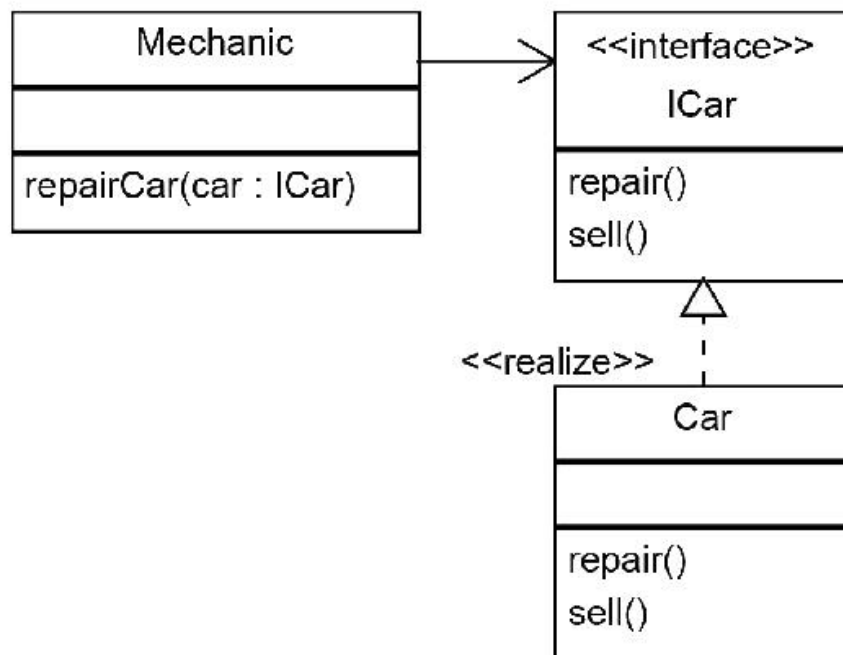 Mechanic
repairCar(car : ICar)
<<interface>>
ICar
repair()
sell()
<<realize>>
Car
repair()
sell()